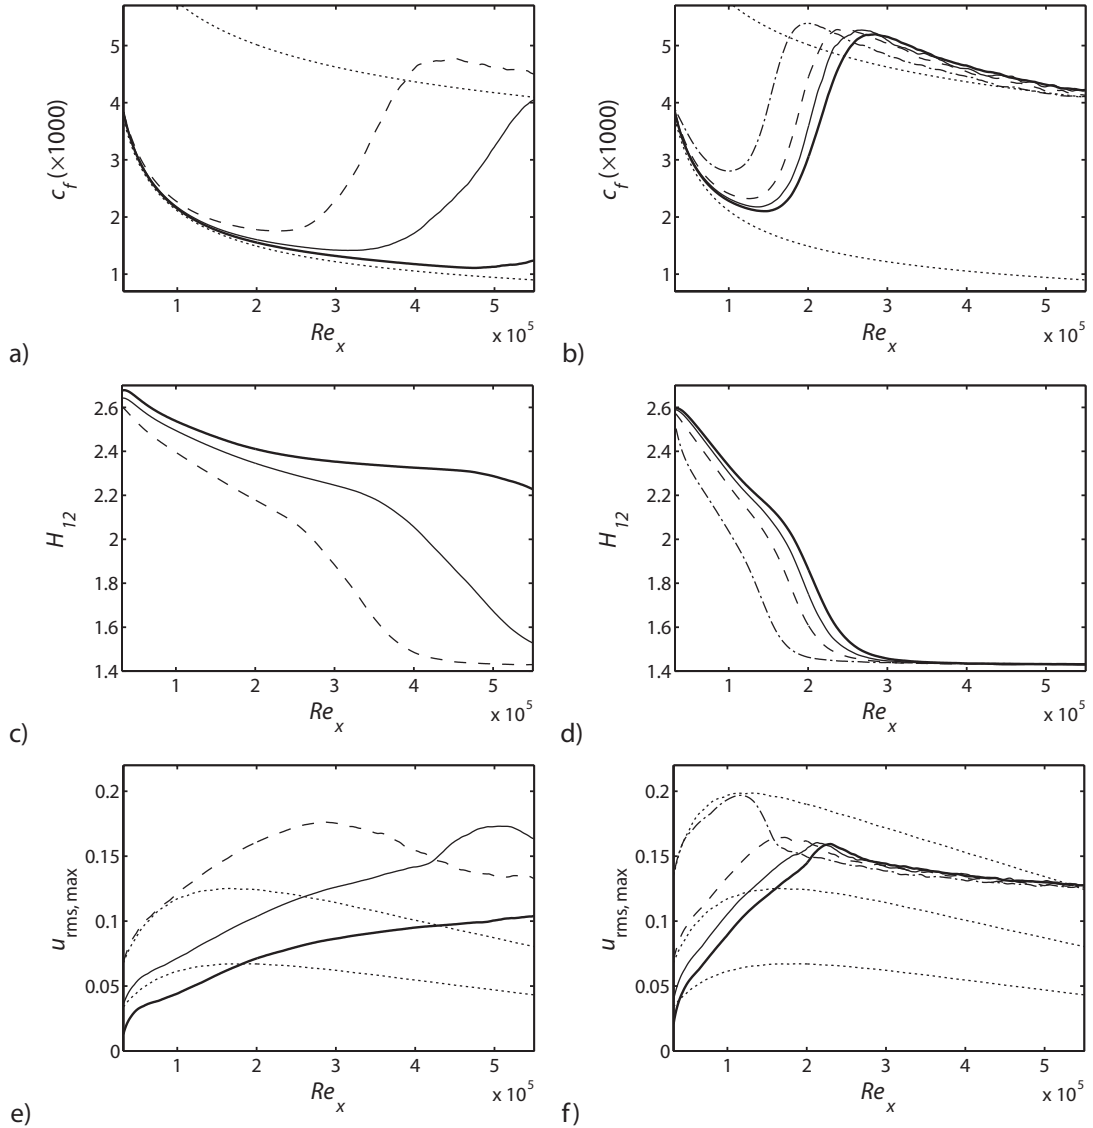 5
4
3
2
1
c_f (×1000)
1 2 3 4 5
x 10^5
Re_x
a)
5
4
3
2
1
c_f (×1000)
1 2 3 4 5
x 10^5
Re_x
b)
2.6
2.4
2.2
2
1.8
1.6
1.4
H_12
1 2 3 4 5
x 10^5
Re_x
c)
2.6
2.4
2.2
2
1.8
1.6
1.4
H_12
1 2 3 4 5
x 10^5
Re_x
d)
0.2
0.15
0.1
0.05
0
u_rms, max
1 2 3 4 5
x 10^5
Re_x
e)
0.2
0.15
0.1
0.05
0
u_rms, max
1 2 3 4 5
x 10^5
Re_x
f)